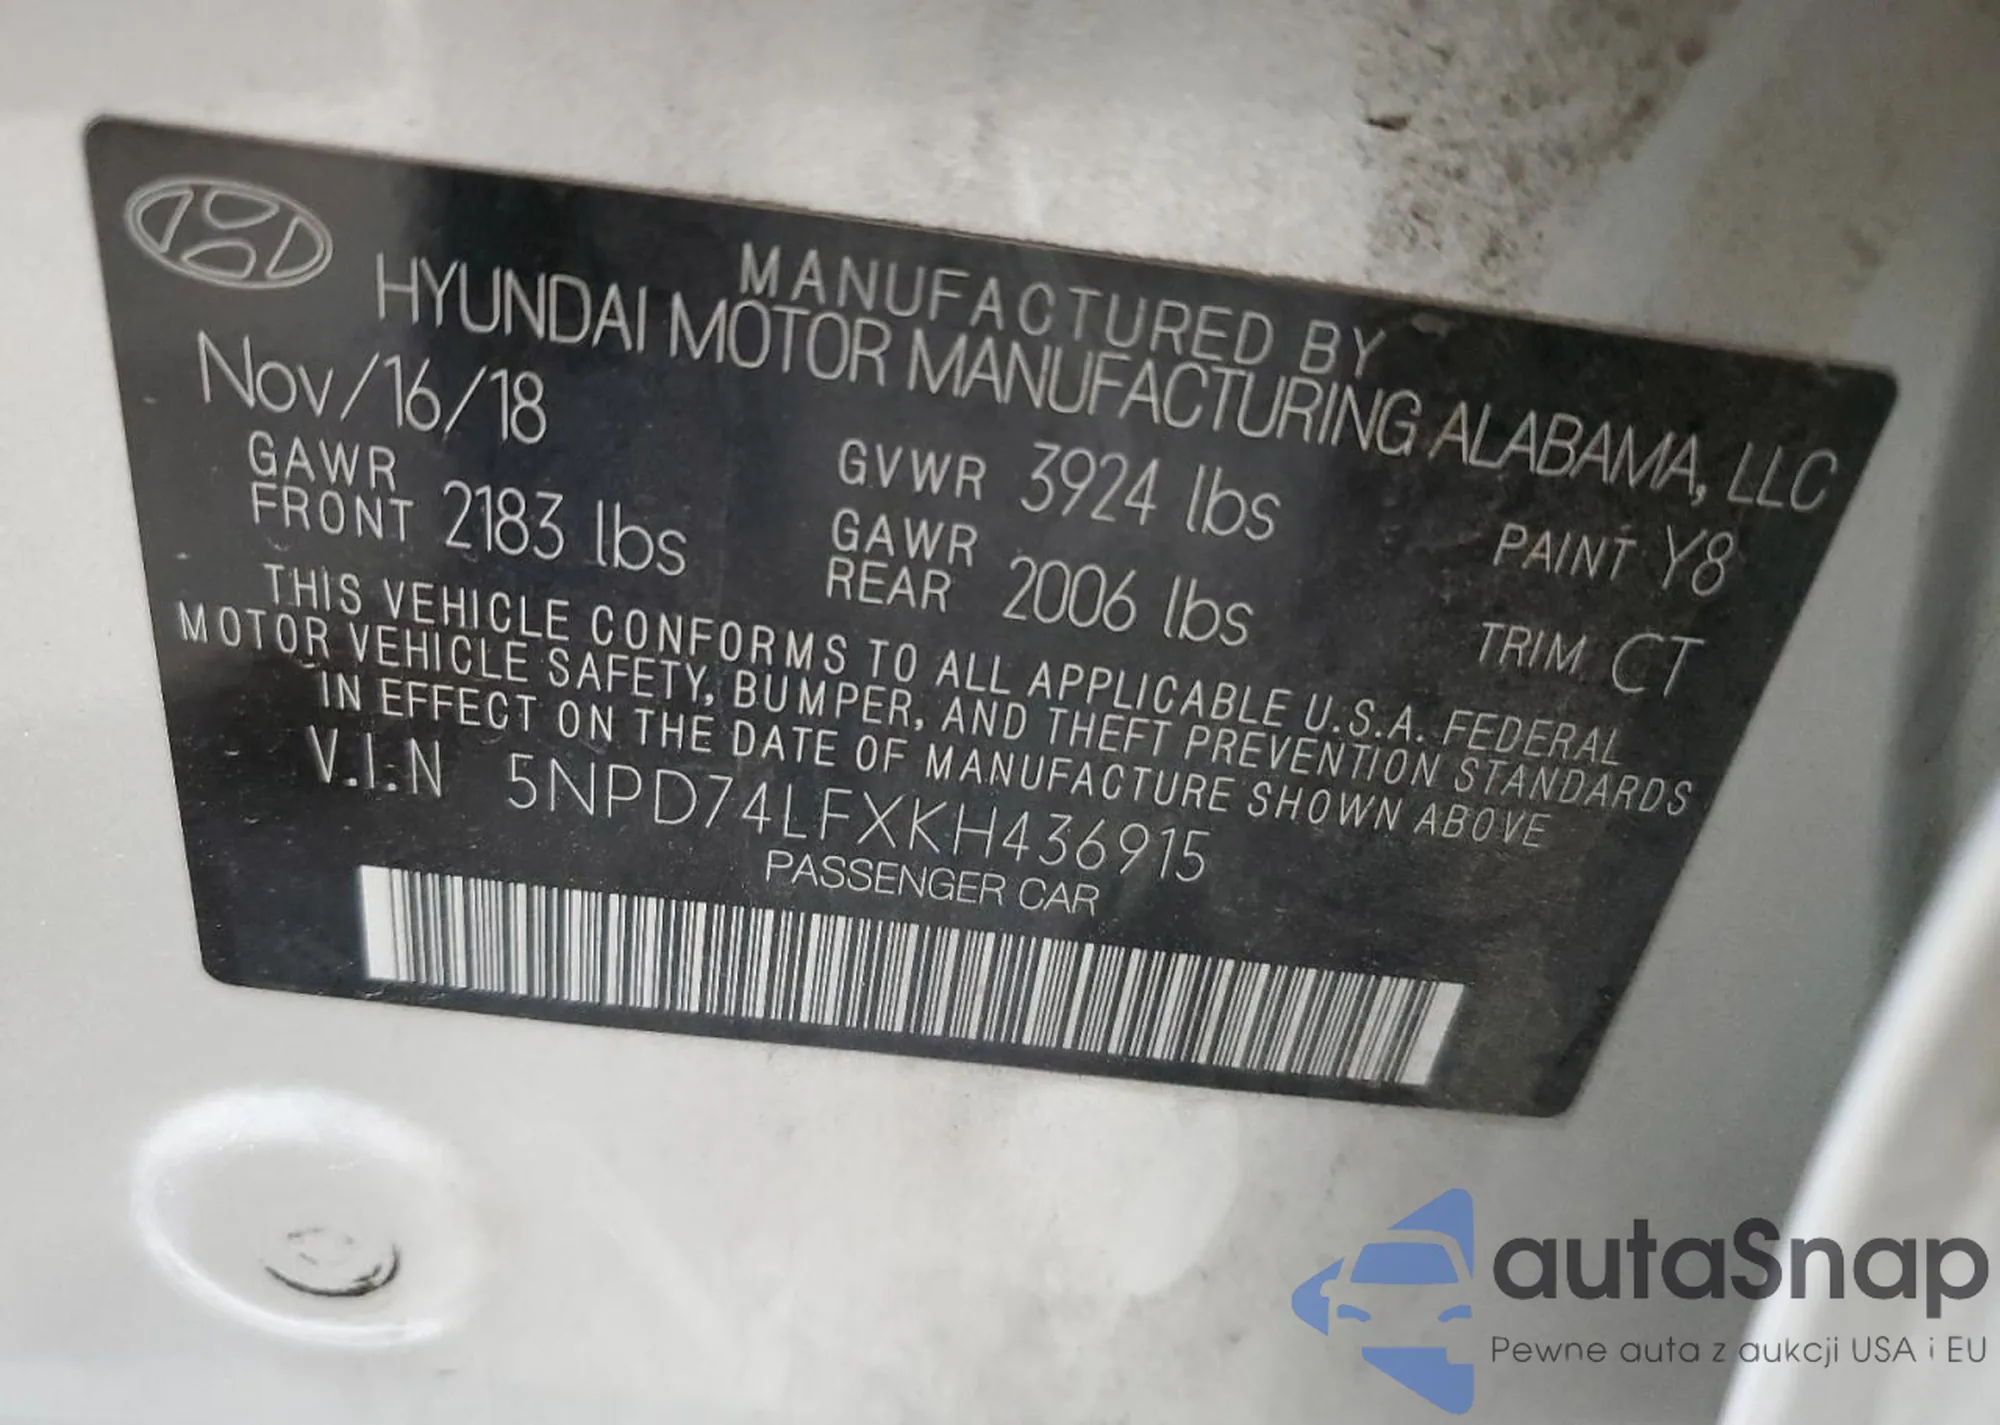 MANUFACTURED BY
HYUNDAI MOTOR MANUFACTURING ALABAMA, LLC
Nov/16/18
GAWR FRONT 2183 lbs
GVWR 3924 lbs
GAWR REAR 2006 lbs
PAINT Y8
TRIM CT
THIS VEHICLE CONFORMS TO ALL APPLICABLE U.S.A. FEDERAL
MOTOR VEHICLE SAFETY, BUMPER, AND THEFT PREVENTION STANDARDS
IN EFFECT ON THE DATE OF MANUFACTURE SHOWN ABOVE
V.I.N 5NPD74LFXKH436915
PASSENGER CAR
autaSnap
Pewne auta z aukcji USA i EU